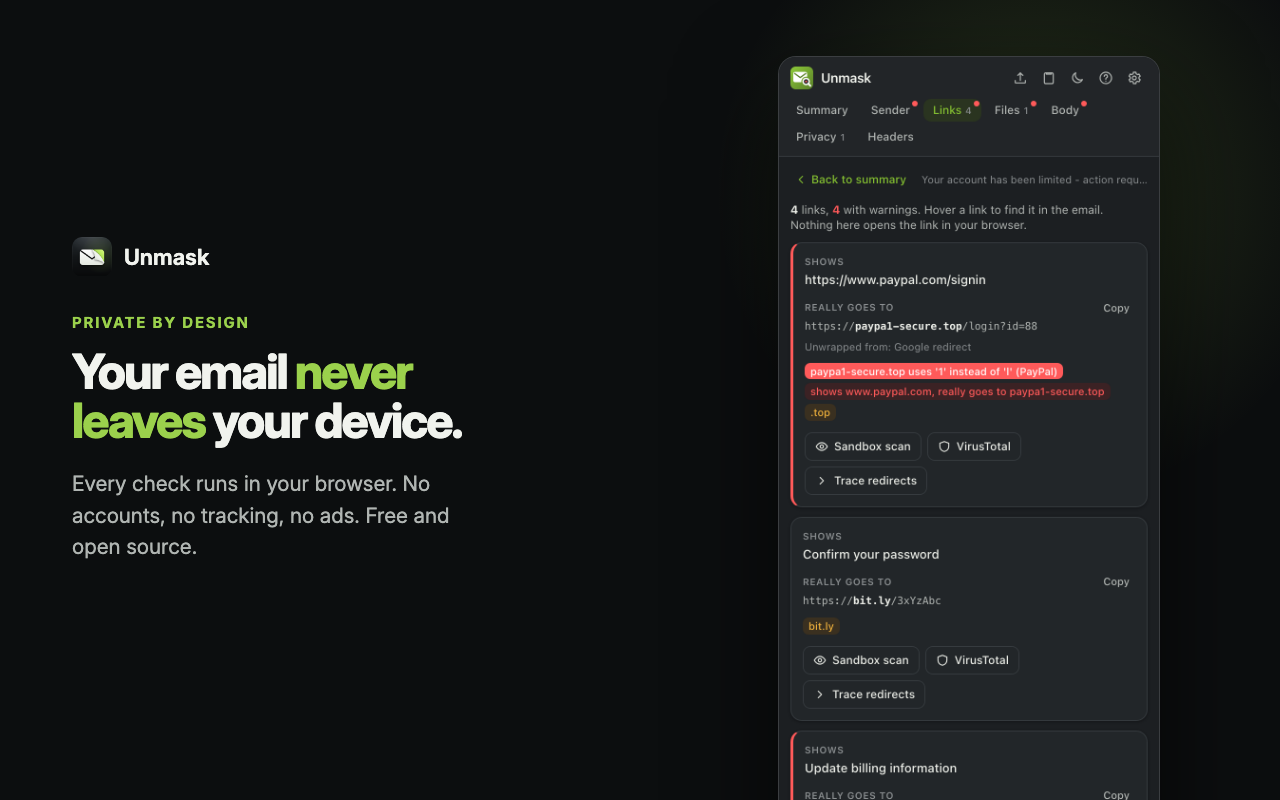 Unmask
PRIVATE BY DESIGN
Your email never
leaves your device.
Every check runs in your browser. No
accounts, no tracking, no ads. Free and
open source.
Unmask
Summary Sender Links 4 Files 1 Body
Privacy 1 Headers
Back to summary Your account has been limited - action requ...
4 links, 4 with warnings. Hover a link to find it in the email.
Nothing here opens the link in your browser.
SHOWS
https://www.paypal.com/signin
REALLY GOES TO Copy
https://paypa1-secure.top/login?id=88
Unwrapped from: Google redirect
paypa1-secure.top uses '1' instead of 'l' (PayPal)
shows www.paypal.com, really goes to paypa1-secure.top
.top
Sandbox scan VirusTotal
Trace redirects
SHOWS
Confirm your password
REALLY GOES TO Copy
https://bit.ly/3xYzAbc
bit.ly
Sandbox scan VirusTotal
Trace redirects
SHOWS
Update billing information
REALLY GOES TO Copy